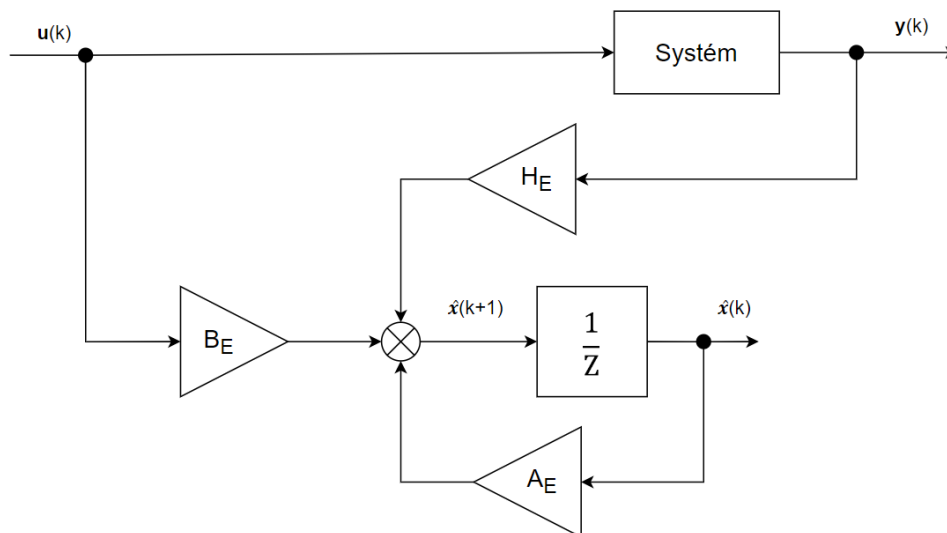 u(k)
Systém
y(k)
H_E
B_E
x̂(k+1)
1
Z
x̂(k)
A_E